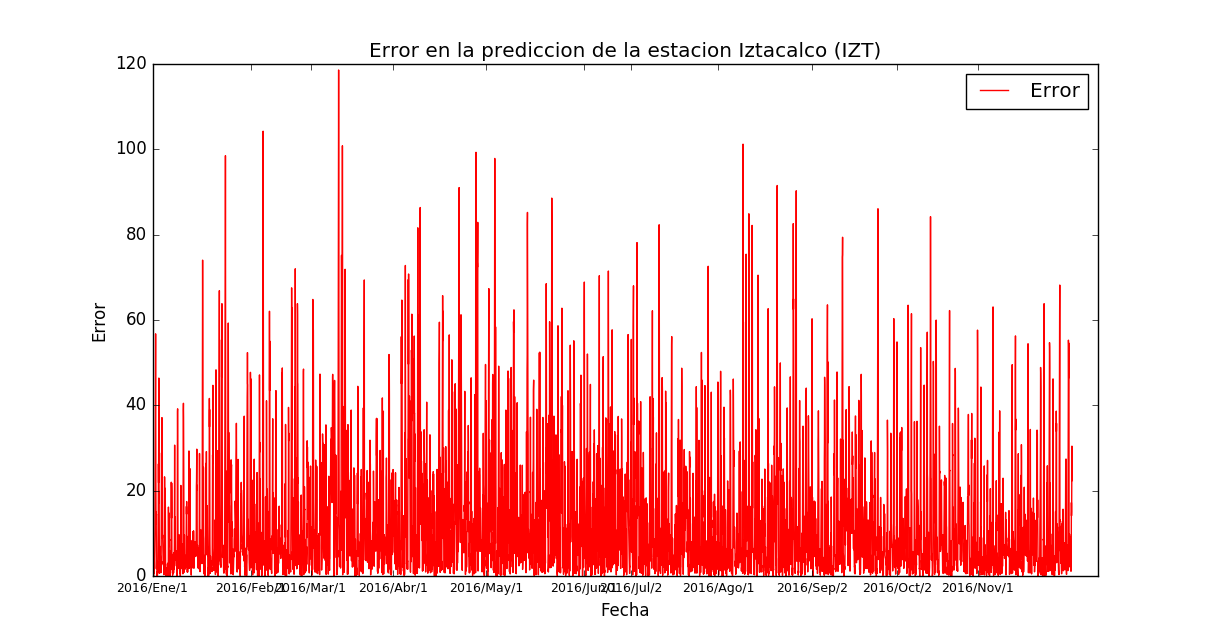 Error en la prediccion de la estacion Iztacalco (IZT)
Error
120
100
80
60
40
20
0
Error
2016/Ene/1 2016/Feb/1 2016/Mar/1 2016/Abr/1 2016/May/1 2016/Jun/1 2016/Jul/2 2016/Ago/1 2016/Sep/2 2016/Oct/2 2016/Nov/1
Fecha